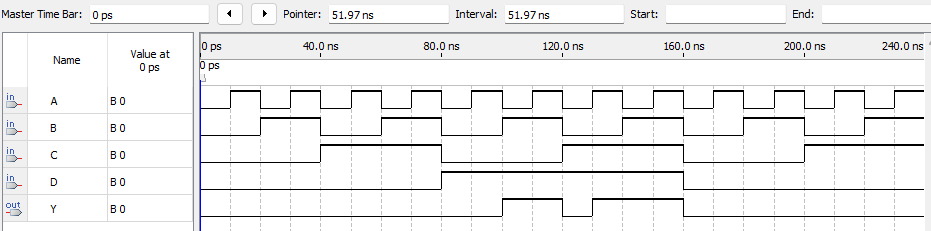 Master Time Bar: 0 ps Pointer: 51.97 ns Interval: 51.97 ns Start: End:
Name Value at 0 ps
0 ps 40.0 ns 80.0 ns 120.0 ns 160.0 ns 200.0 ns 240.0 ns
0 ps
in A B 0
in B B 0
in C B 0
in D B 0
out Y B 0